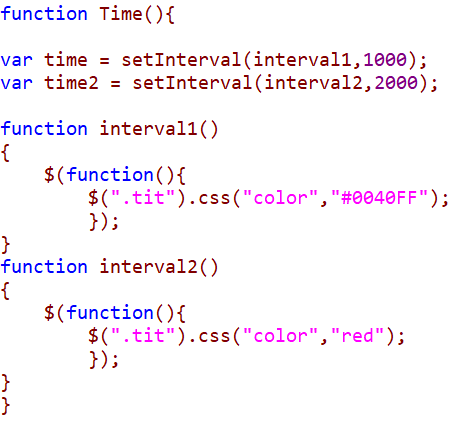 function Time(){
var time = setInterval(interval1,1000);
var time2 = setInterval(interval2,2000);
function interval1()
{
$(function(){
$(".tit").css("color","#0040FF");
});
}
function interval2()
{
$(function(){
$(".tit").css("color","red");
});
}
}